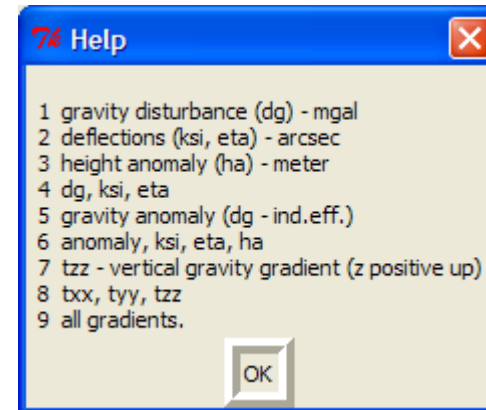 Help
1 gravity disturbance (dg) - mgal
2 deflections (ksi, eta) - arcsec
3 height anomaly (ha) - meter
4 dg, ksi, eta
5 gravity anomaly (dg - ind.eff.)
6 anomaly, ksi, eta, ha
7 tzz - vertical gravity gradient (z positive up)
8 txx, tyy, tzz
9 all gradients.
OK